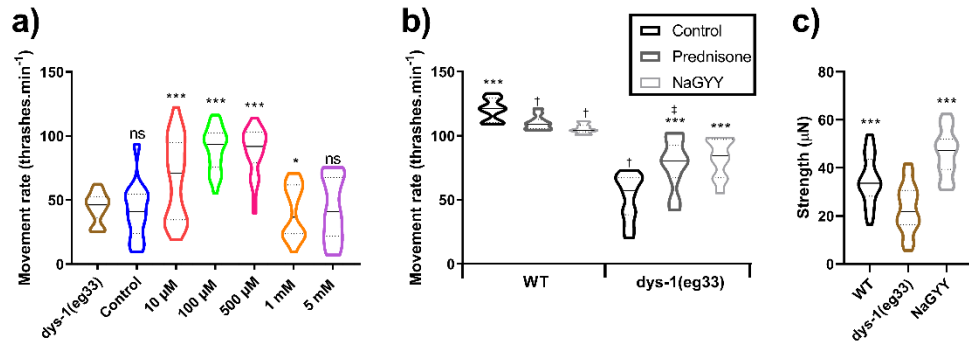 a)
Movement rate (thrashes.min-1)
150
100
50
0
ns
***
***
***
*
ns
dys-1(eg33)
Control
10 µM
100 µM
500 µM
1 mM
5 mM
b)
Control
Prednisone
NaGYY
Movement rate (thrashes.min-1)
150
100
50
0
***
†
†
†
‡
***
***
WT
dys-1(eg33)
c)
Strength (µN)
80
60
40
20
0
***
***
WT
dys-1(eg33)
NaGYY